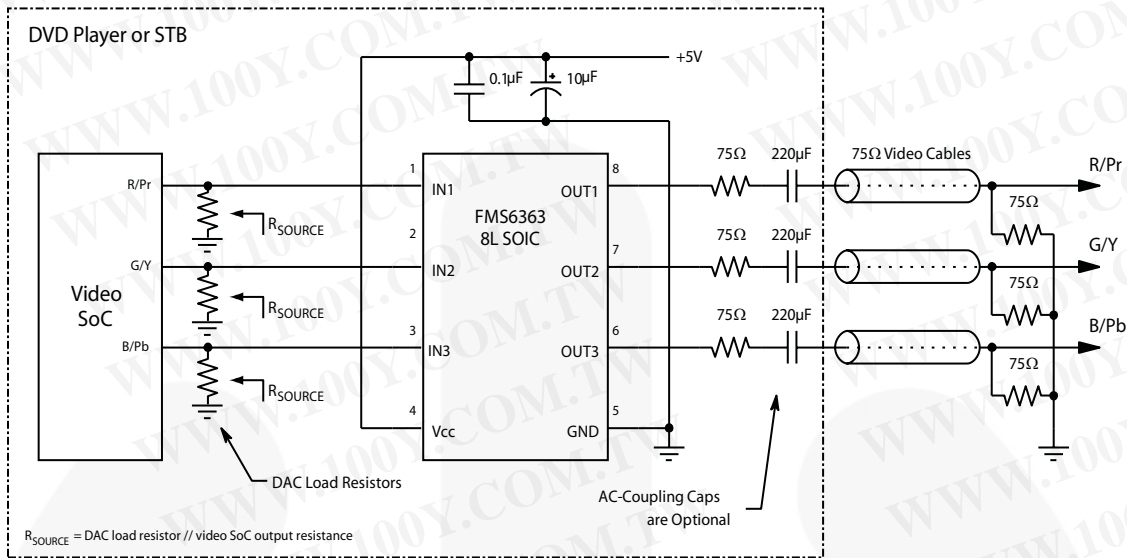 DVD Player or STB
+5V
0.1µF
+
10µF
75Ω
220µF
75Ω Video Cables
R/Pr
R/Pr
1
IN1
FMS6363
8L SOIC
8
OUT1
75Ω
RSOURCE
2
7
75Ω
220µF
G/Y
G/Y
IN2
OUT2
Video
SoC
75Ω
RSOURCE
3
6
75Ω
220µF
B/Pb
B/Pb
IN3
OUT3
75Ω
RSOURCE
4
5
Vcc
GND
DAC Load Resistors
AC-Coupling Caps
are Optional
RSOURCE = DAC load resistor // video SoC output resistance
WWW.100Y.COM.TW